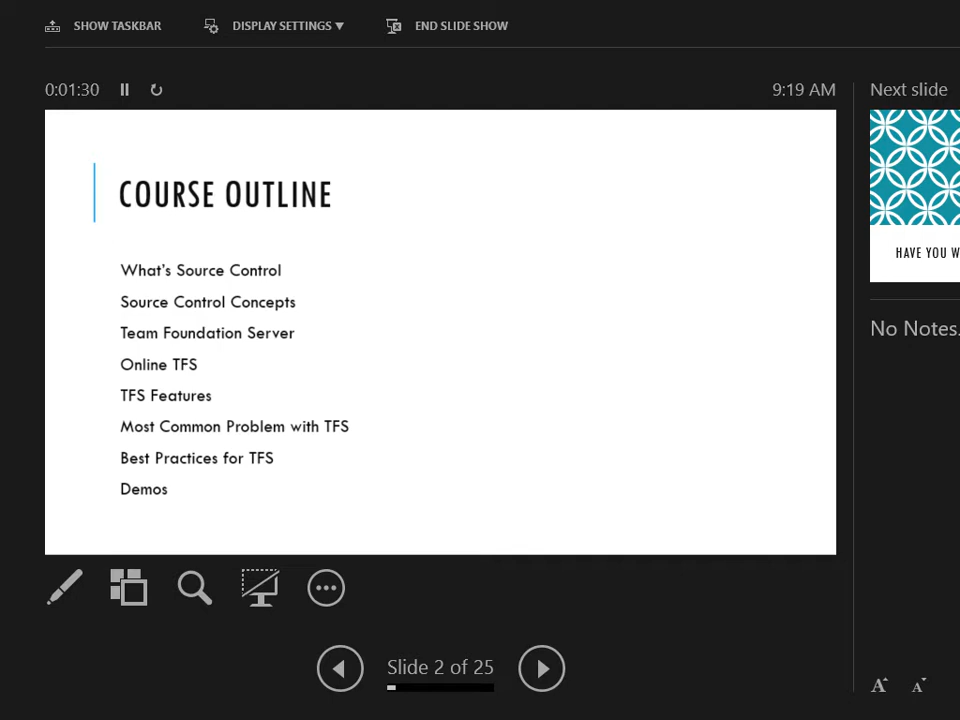 SHOW TASKBAR
DISPLAY SETTINGS ▼
END SLIDE SHOW
0:01:30
9:19 AM
Next slide
COURSE OUTLINE
What's Source Control
Source Control Concepts
Team Foundation Server
Online TFS
TFS Features
Most Common Problem with TFS
Best Practices for TFS
Demos
HAVE YOU W
No Notes.
Slide 2 of 25
A A